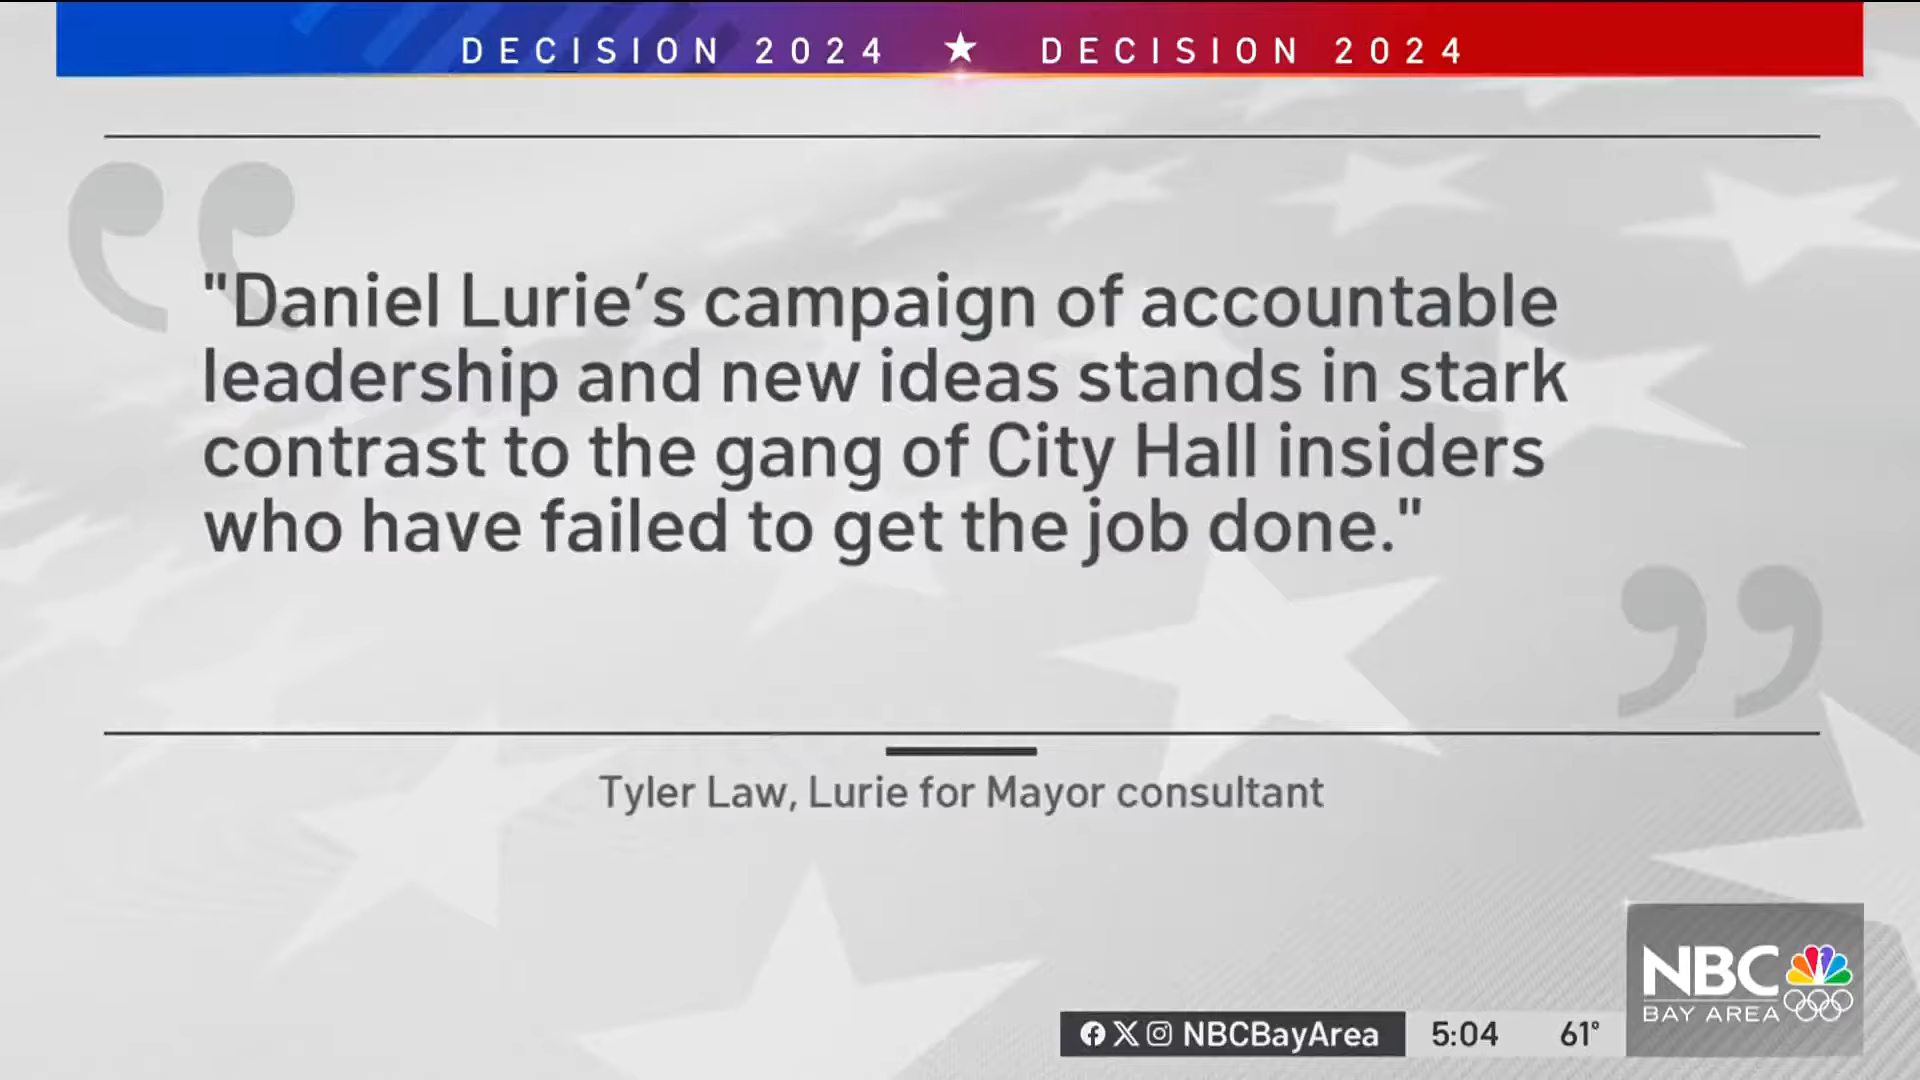 DECISION 2024 ★ DECISION 2024
"Daniel Lurie’s campaign of accountable
leadership and new ideas stands in stark
contrast to the gang of City Hall insiders
who have failed to get the job done."
Tyler Law, Lurie for Mayor consultant
NBC
BAY AREA
NBCBayArea 5:04 61°